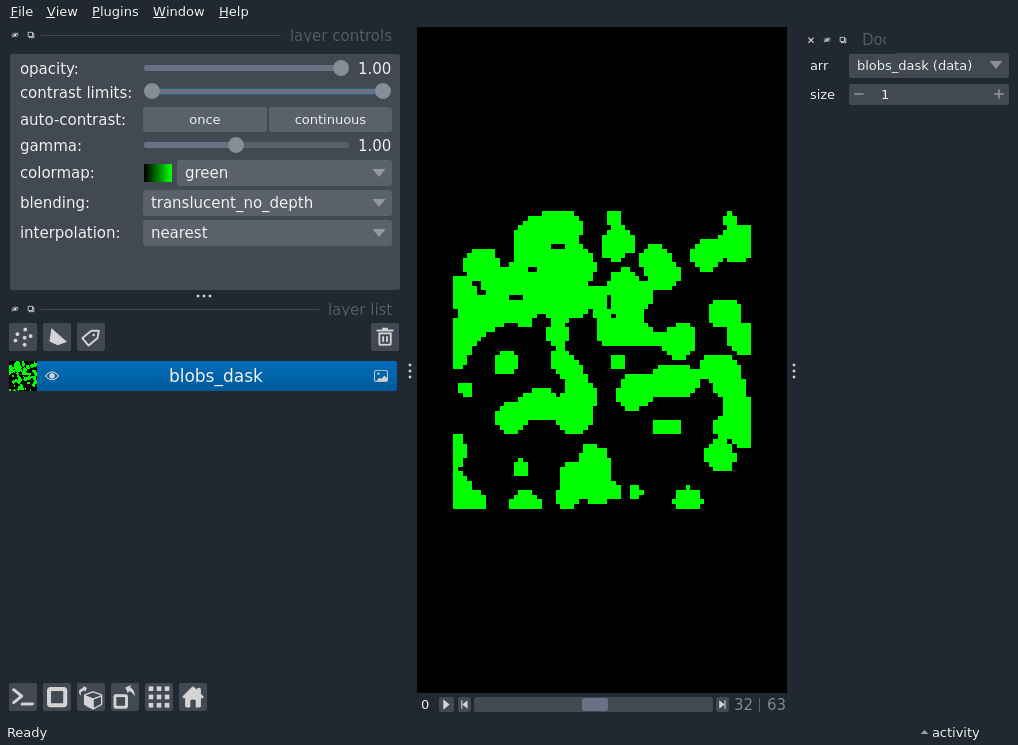 File View Plugins Window Help
layer controls
opacity: 1.00
contrast limits:
auto-contrast: once continuous
gamma: 1.00
colormap: green
blending: translucent_no_depth
interpolation: nearest
layer list
blobs_dask
0 32 | 63
Ready
arr blobs_dask (data)
size 1
activity